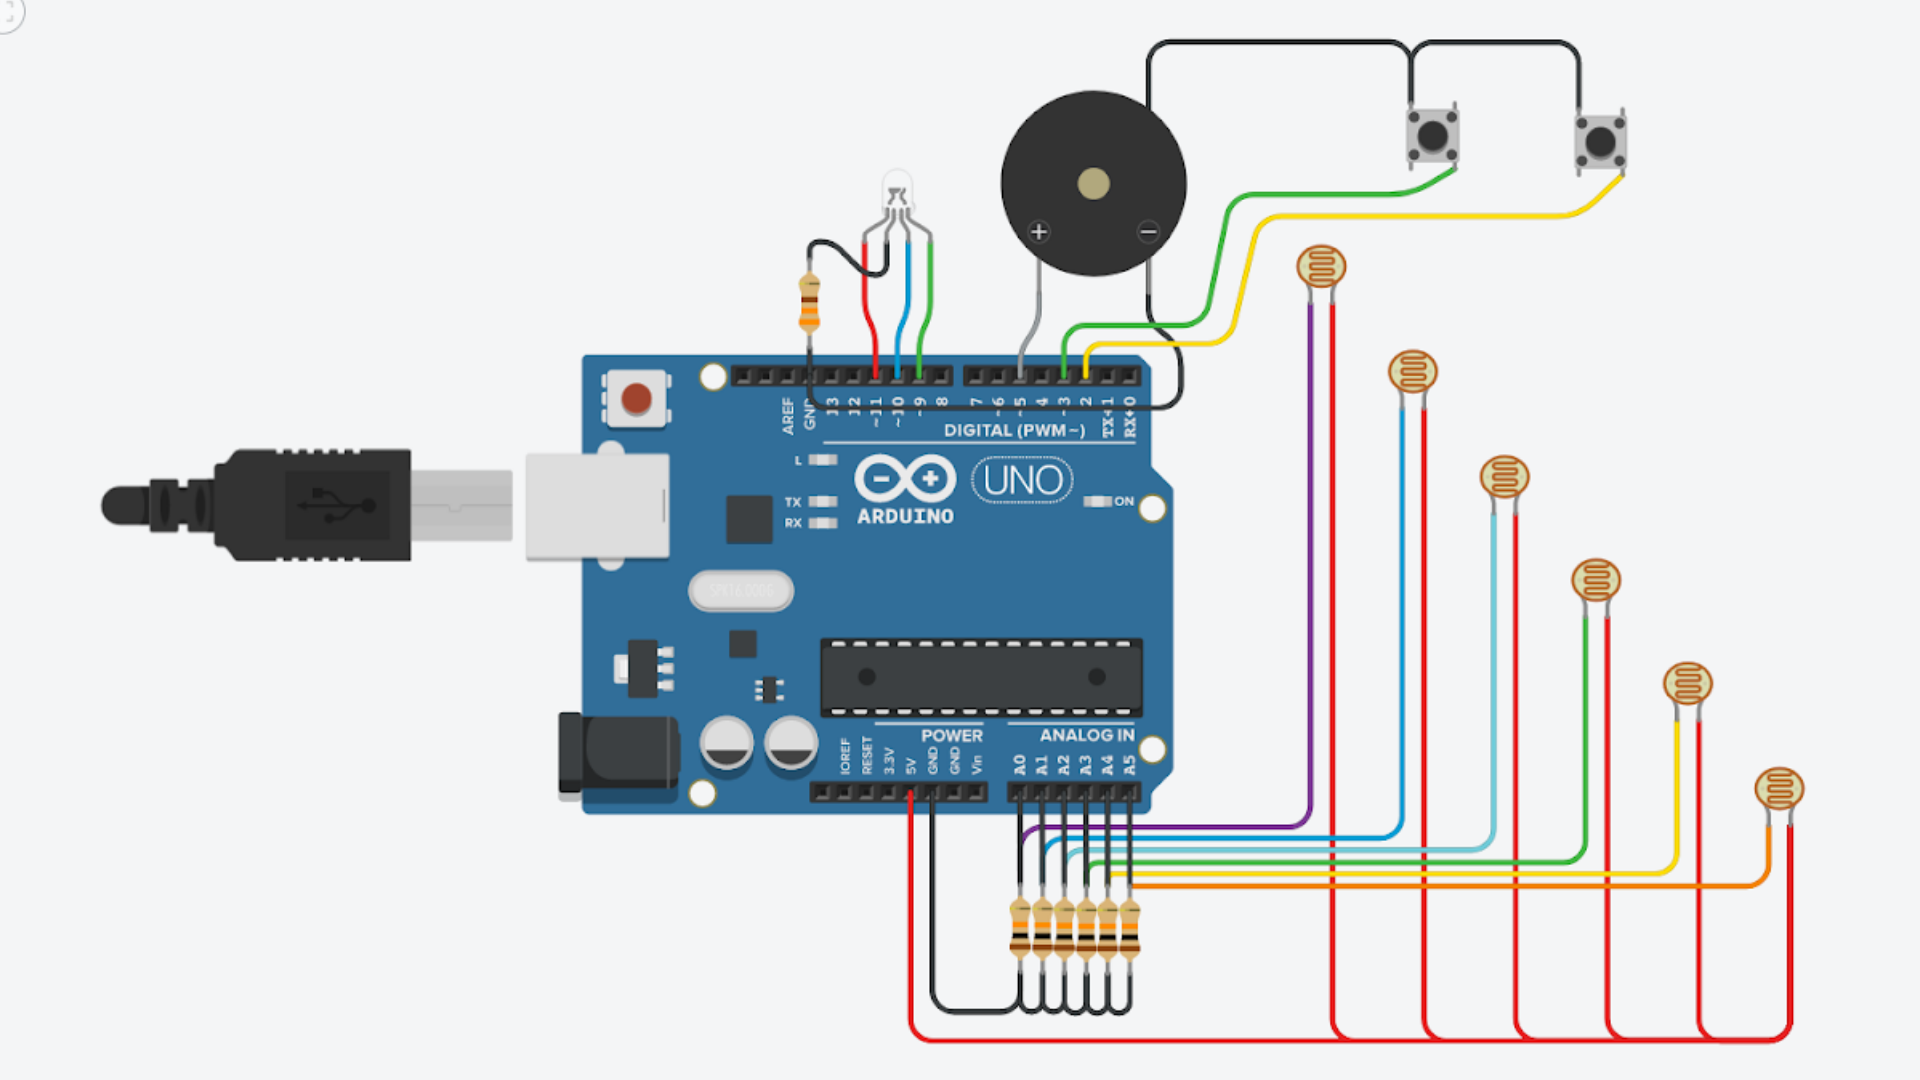 + −
AREF
GND
13
12
~11
~10
~9
8
7
~6
~5
4
~3
2
TX→1
RX←0
DIGITAL (PWM~)
L
TX
RX
− +
UNO
ON
ARDUINO
POWER
ANALOG IN
IOREF
RESET
3.3V
5V
GND
GND
Vin
A0
A1
A2
A3
A4
A5